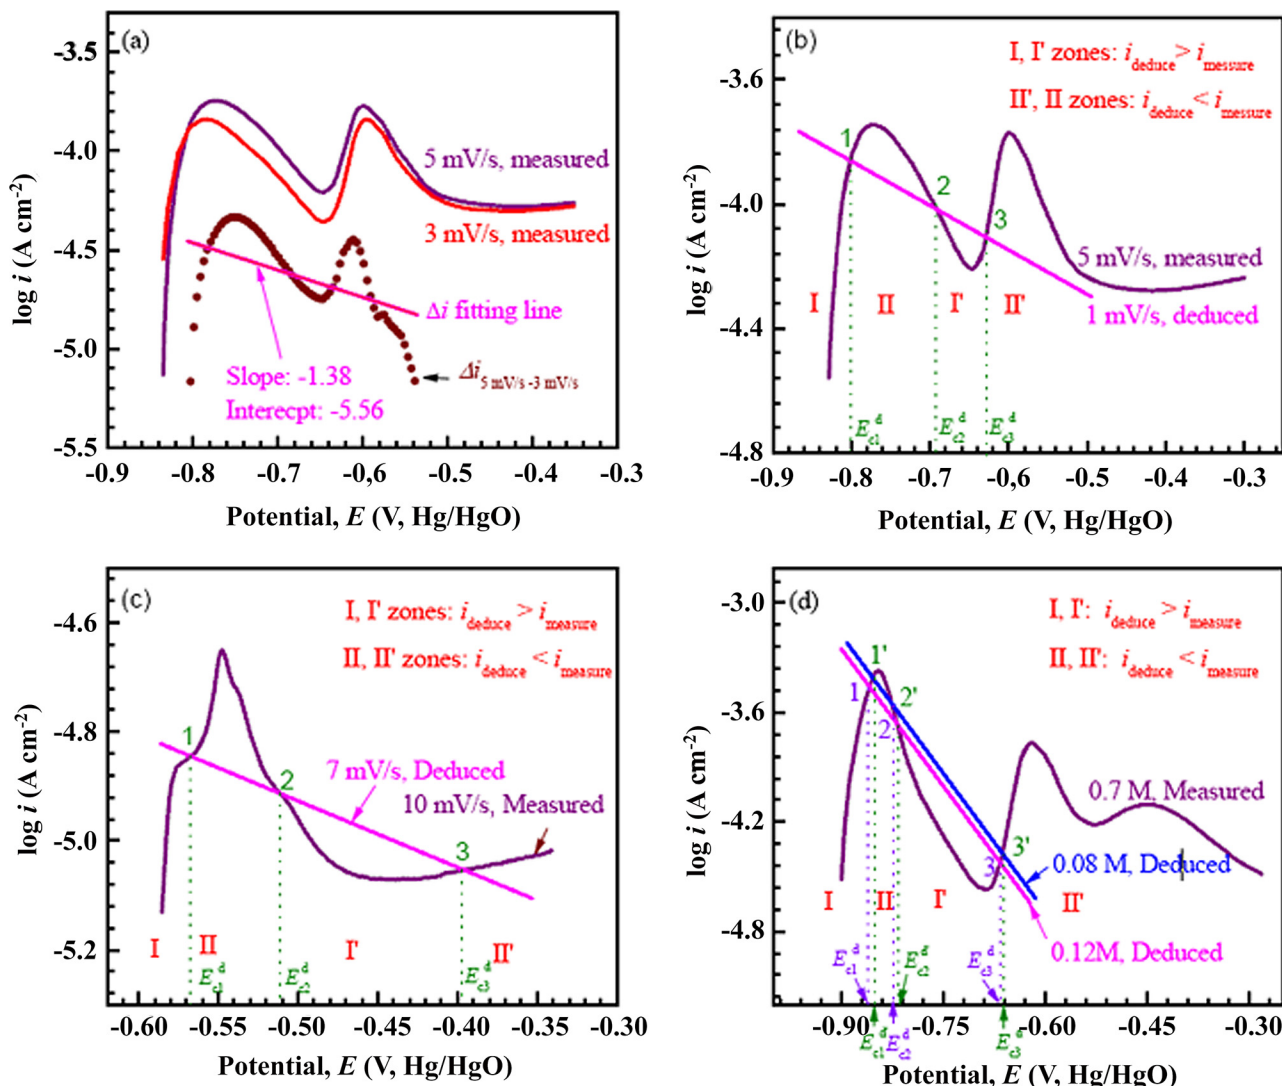 (a)
-3.5
-4.0
-4.5
-5.0
-5.5
log i (A cm-2)
5 mV/s, measured
3 mV/s, measured
Δi fitting line
Slope: -1.38
Interecpt: -5.56
Δi5 mV/s -3 mV/s
-0.9 -0.8 -0.7 -0,6 -0.5 -0.4 -0.3
Potential, E (V, Hg/HgO)
(b)
I, I' zones: ideduce> imessure
II', II zones: ideduce< imessure
-3.6
-4.0
-4.4
-4.8
log i (A cm-2)
1
2
3
5 mV/s, measured
1 mV/s, deduced
I II I' II'
Ec1d Ec2d Ec3d
-0.9 -0.8 -0.7 -0.6 -0.5 -0.4 -0.3
Potential, E (V, Hg/HgO)
(c)
I, I' zones: ideduce > imeasure
II, II' zones: ideduce < imeasure
-4.6
-4.8
-5.0
-5.2
log i (A cm-2)
1
2
3
7 mV/s, Deduced
10 mV/s, Measured
I II I' II'
Ec1d Ec2d Ec3d
-0.60 -0.55 -0.50 -0.45 -0.40 -0.35 -0.30
Potential, E (V, Hg/HgO)
(d)
I, I': ideduce > imeasure
II, II': ideduce < imeasure
-3.0
-3.6
-4.2
-4.8
log i (A cm-2)
1'
1
2'
2
0.7 M, Measured
3'
3
0.08 M, Deduced
I II I' II'
0.12M, Deduced
Ec1d Ec2d Ec3d
-0.90 -0.75 -0.60 -0.45 -0.30
Ec1d Ec2d Ec3d
Potential, E (V, Hg/HgO)